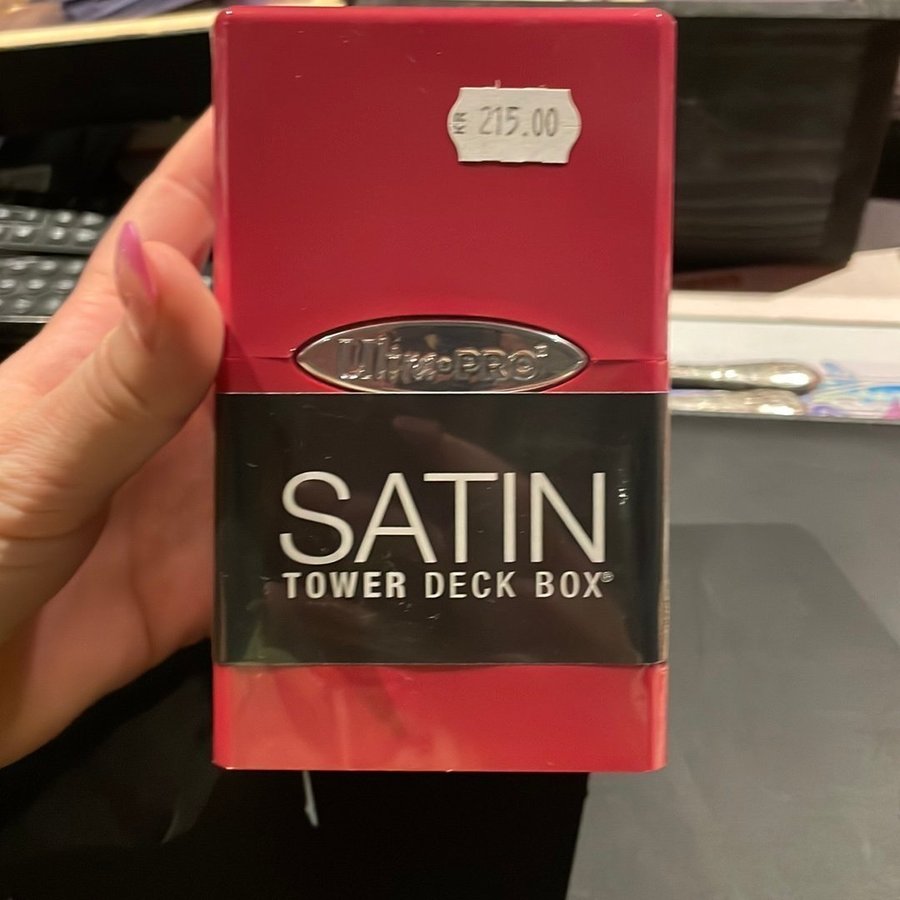 KR 215.00
Ultra•PRO®
SATIN
TOWER DECK BOX®